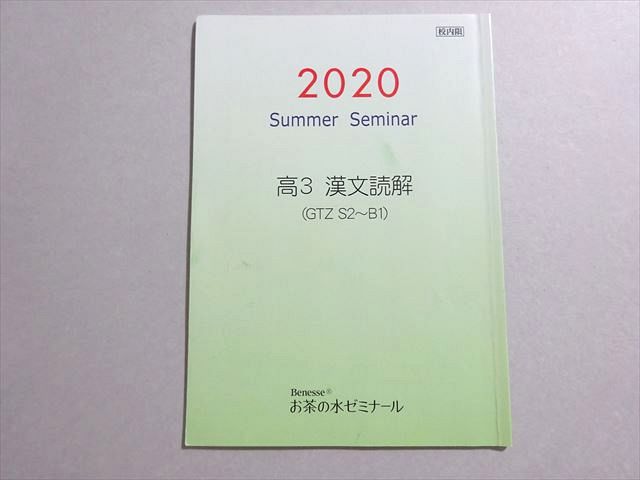 校内限
2020
Summer Seminar
高3 漢文読解
(GTZ S2～B1)
Benesse®
お茶の水ゼミナール